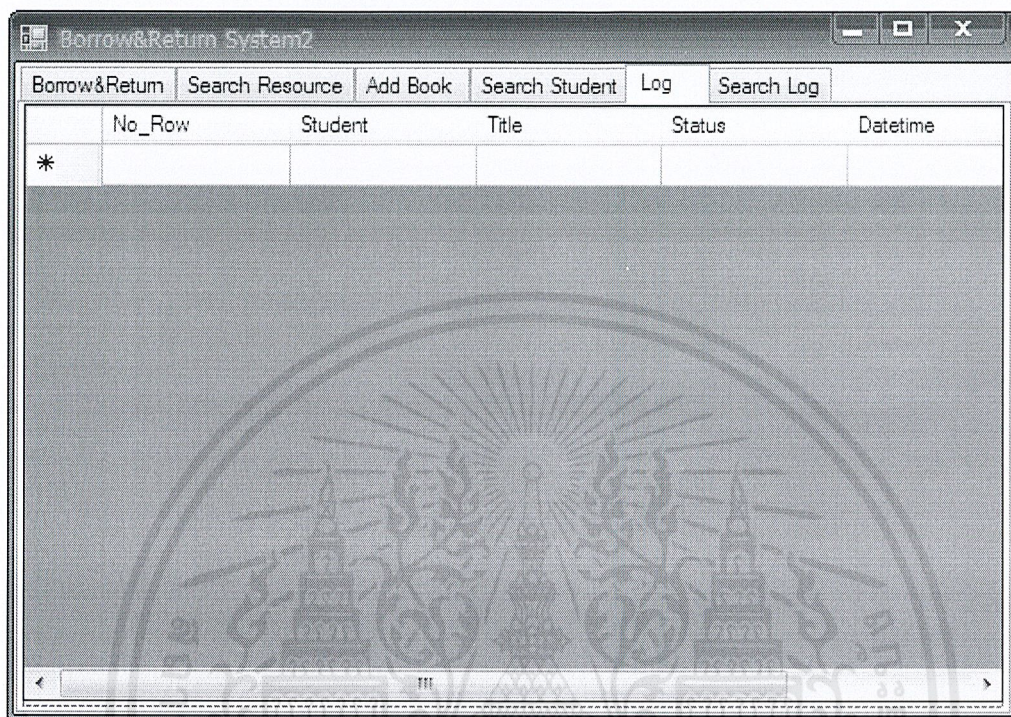 Borrow&Return System2
Borrow&Return Search Resource Add Book Search Student Log Search Log
No_Row Student Title Status Datetime
*